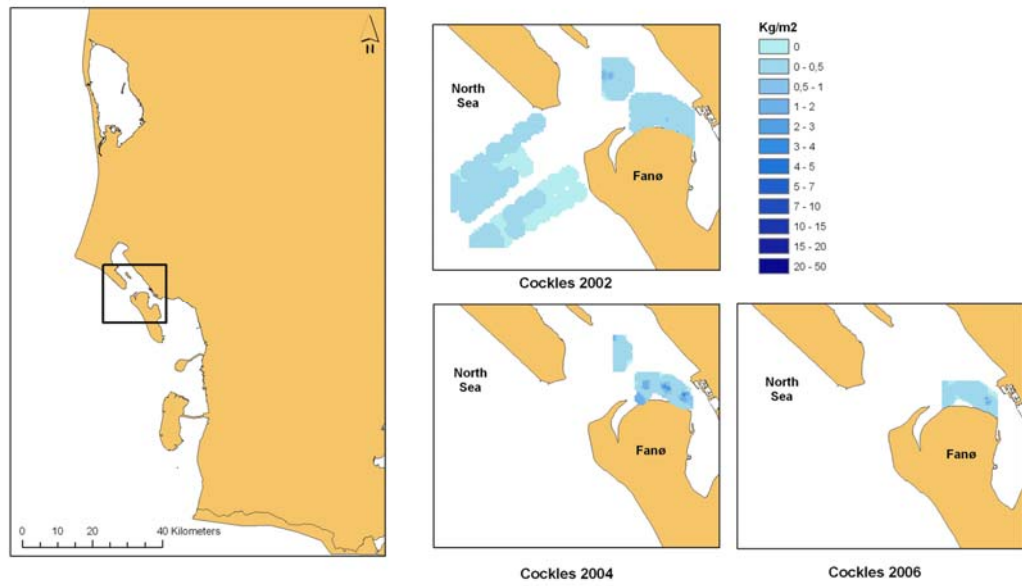 N
0 10 20 40 Kilometers
North
Sea
Fanø
Cockles 2002
Kg/m2
0
0 - 0,5
0,5 - 1
1 - 2
2 - 3
3 - 4
4 - 5
5 - 7
7 - 10
10 - 15
15 - 20
20 - 50
North
Sea
Fanø
Cockles 2004
North
Sea
Fanø
Cockles 2006